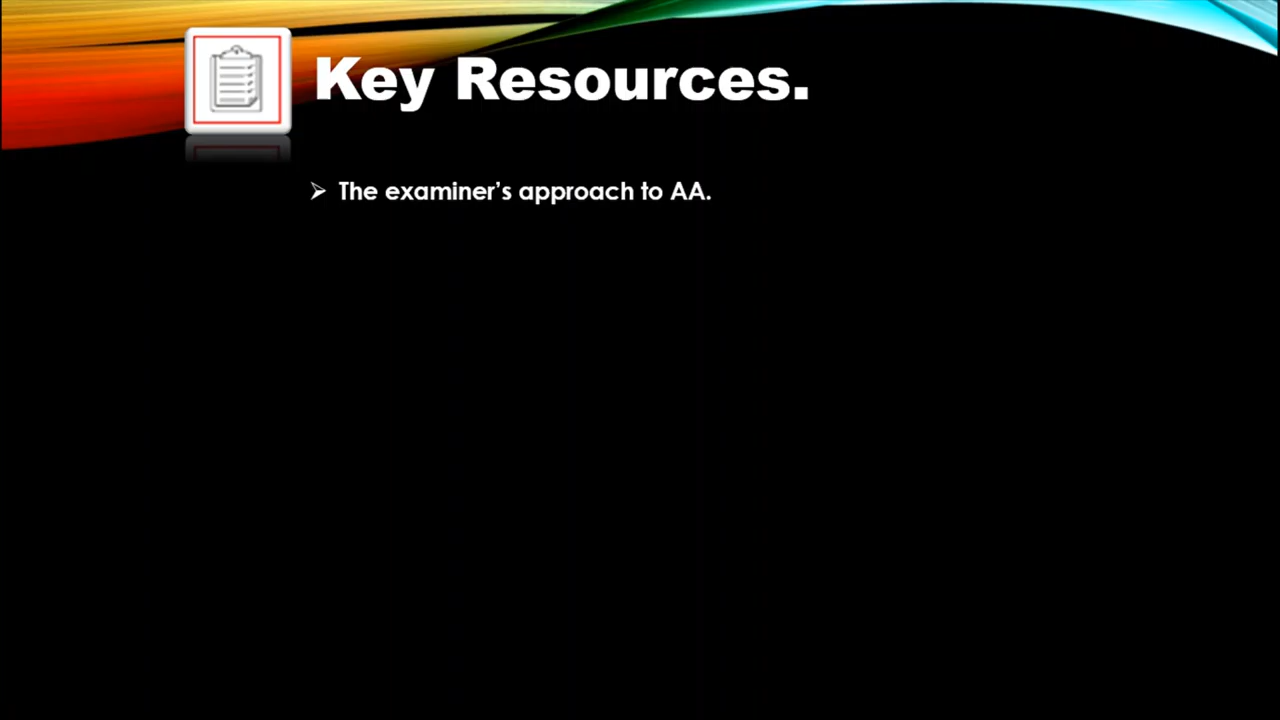 Key Resources.
➢ The examiner's approach to AA.